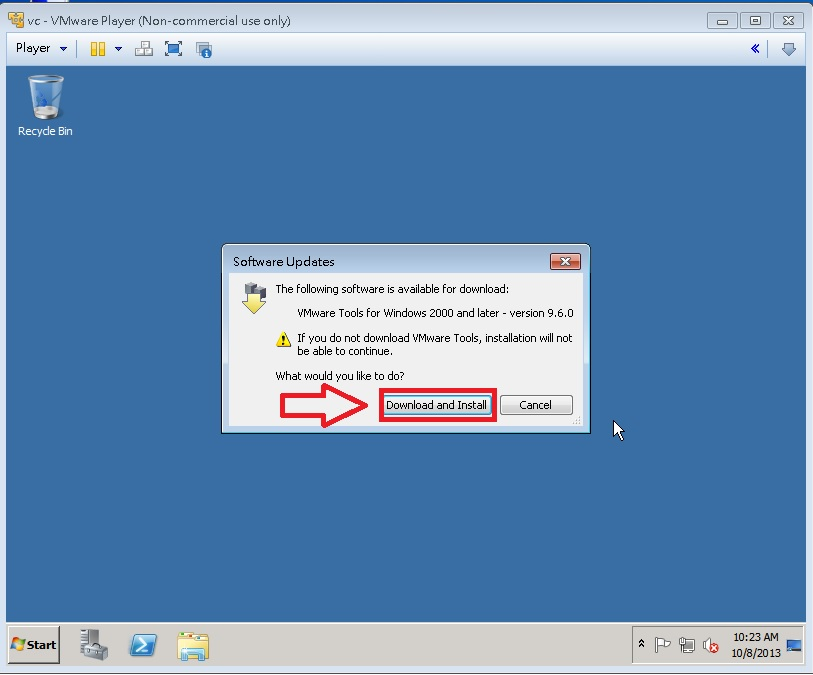 vc - VMware Player (Non-commercial use only)
Player
Recycle Bin
Software Updates
The following software is available for download:
VMware Tools for Windows 2000 and later - version 9.6.0
If you do not download VMware Tools, installation will not
be able to continue.
What would you like to do?
Download and Install
Cancel
Start
10:23 AM
10/8/2013